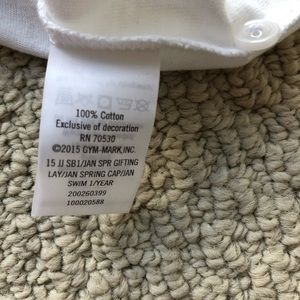 100% Cotton
Exclusive of decoration
RN 70530
©2015 GYM-MARK, INC.
15 JJ SB1/JAN SPR GIFTING
LAY/JAN SPRING CAP/JAN
SWIM 1/YEAR
200260399
100020588